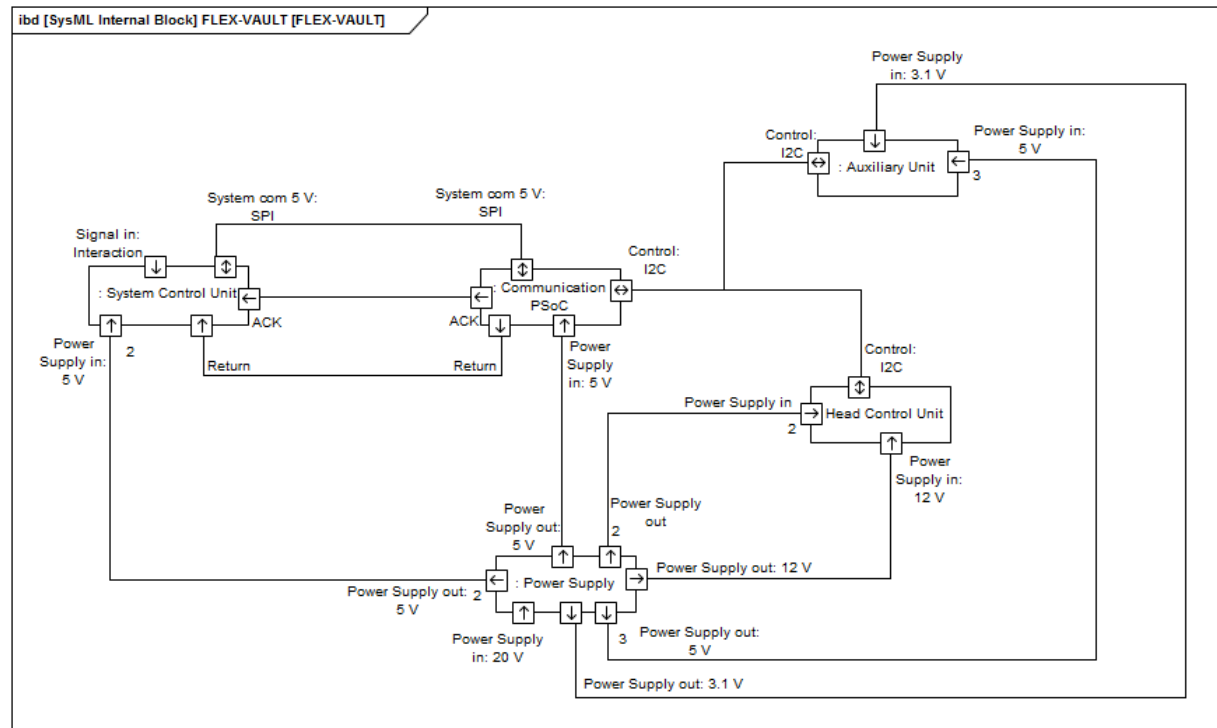 ibd [SysML Internal Block] FLEX-VAULT [FLEX-VAULT]
Power Supply
in: 3.1 V
Control:
I2C
Power Supply in:
5 V
: Auxiliary Unit
3
System com 5 V:
SPI
System com 5 V:
SPI
Signal in:
Interaction
Control:
I2C
: System Control Unit
: Communication
PSoC
ACK
ACK
Power
Supply in:
5 V
2
Return
Return
Power
Supply
in: 5 V
Control:
I2C
Power Supply in
2
Head Control Unit
Power
Supply in:
12 V
Power
Supply out:
5 V
2
Power Supply
out
: Power Supply
Power Supply out: 12 V
Power Supply out:
5 V
2
Power Supply
in: 20 V
3
Power Supply out:
5 V
Power Supply out: 3.1 V